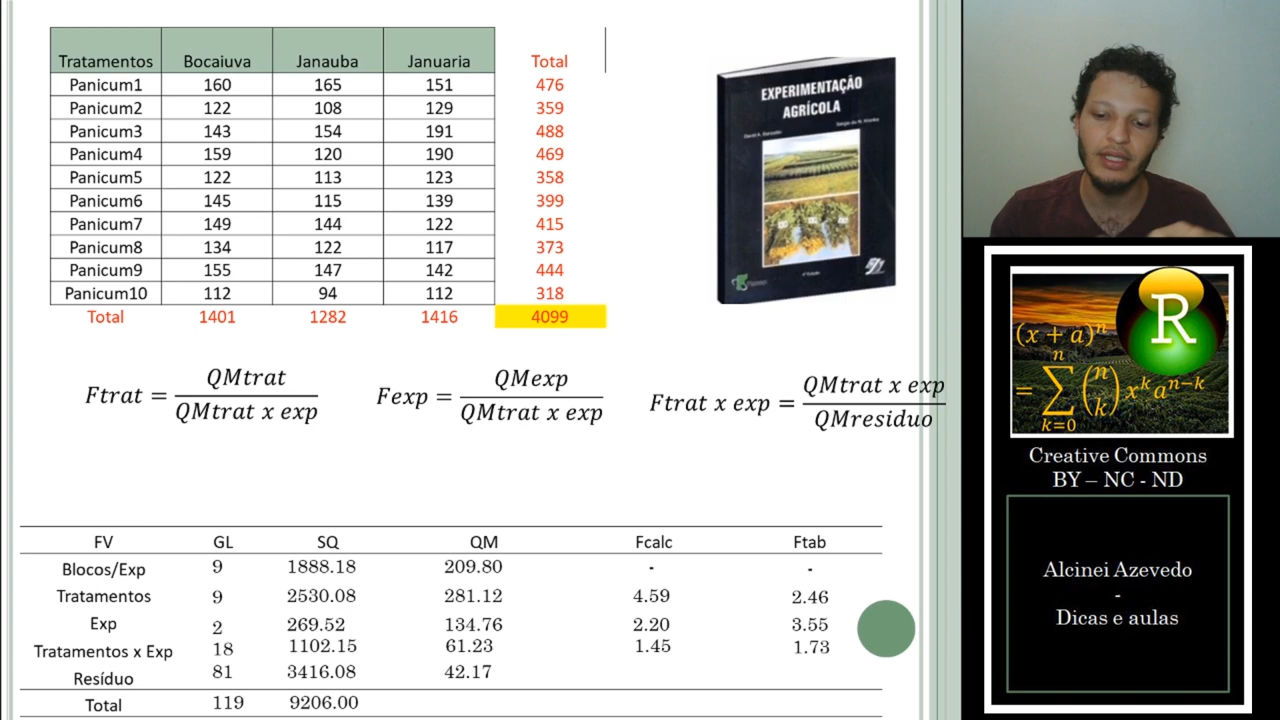 Tratamentos Bocaiuva Janauba Januaria Total
Panicum1 160 165 151 476
Panicum2 122 108 129 359
Panicum3 143 154 191 488
Panicum4 159 120 190 469
Panicum5 122 113 123 358
Panicum6 145 115 139 399
Panicum7 149 144 122 415
Panicum8 134 122 117 373
Panicum9 155 147 142 444
Panicum10 112 94 112 318
Total 1401 1282 1416 4099
EXPERIMENTAÇÃO
AGRÍCOLA
Ftrat = QMtrat / QMtrat x exp
Fexp = QMexp / QMtrat x exp
Ftrat x exp = QMtrat x exp / QMresiduo
FV GL SQ QM Fcalc Ftab
Blocos/Exp 9 1888.18 209.80 - -
Tratamentos 9 2530.08 281.12 4.59 2.46
Exp 2 269.52 134.76 2.20 3.55
Tratamentos x Exp 18 1102.15 61.23 1.45 1.73
Resíduo 81 3416.08 42.17
Total 119 9206.00
R
(x + a)^n
= ∑_{k=0}^{n} (n k) x^k a^{n−k}
Creative Commons
BY – NC - ND
Alcinei Azevedo
-
Dicas e aulas